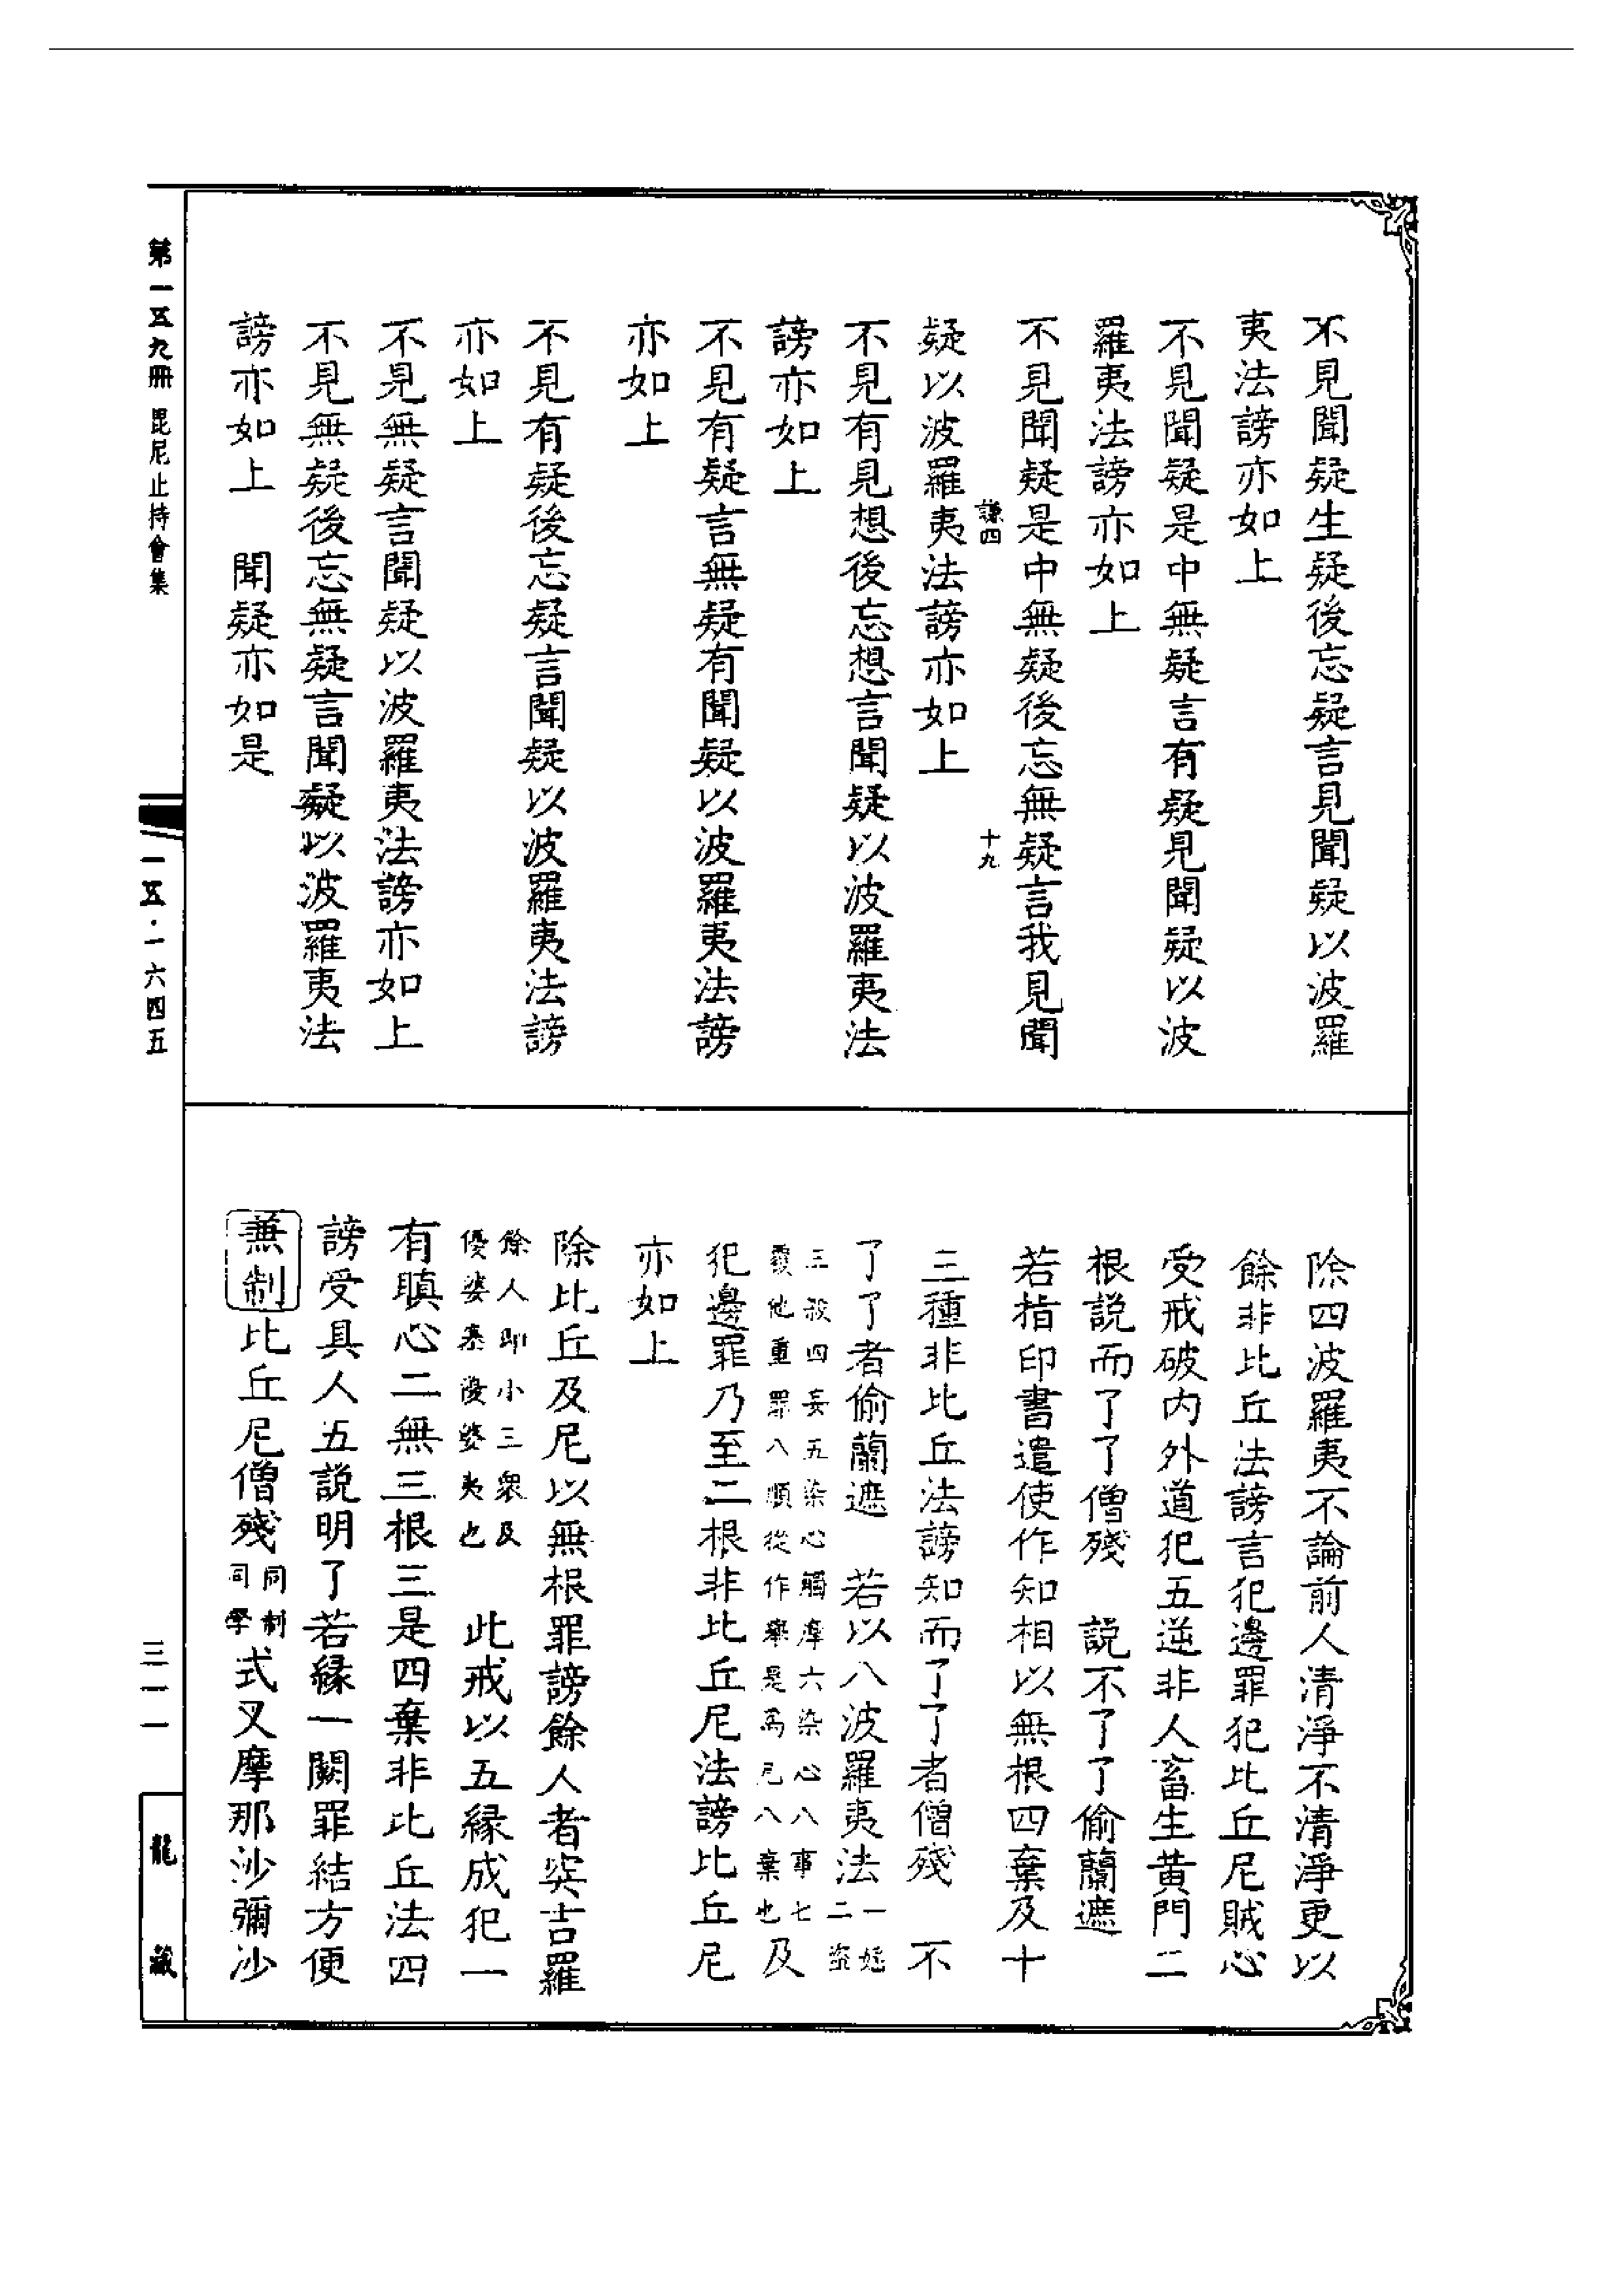 不見聞疑生疑後忘疑言見聞疑以波羅
夷法謗亦如上
不見聞疑是中無疑言有疑見聞疑以波
羅夷法謗亦如上
不見聞疑是中無疑後忘無疑言我見聞
謙四 十九
疑以波羅夷法謗亦如上
不見有見想後忘想言聞疑以波羅夷法
謗亦如上
不見有疑言無疑有聞疑以波羅夷法謗
亦如上
不見有疑後忘疑言聞疑以波羅夷法謗
亦如上
不見無疑言聞疑以波羅夷法謗亦如上
不見無疑後忘無疑言聞疑以波羅夷法
謗亦如上 聞疑亦如是
除四波羅夷不論前人清淨不清淨更以
餘非比丘法謗言犯邊罪犯比丘尼賊心
受戒破內外道犯五逆非人畜生黃門二
根說而了了僧殘 說不了了偷蘭遮
若指印書遣使作知相以無根四棄及十
三種非比丘法謗知而了了者僧殘 不
了了者偷蘭遮 若以八波羅夷法一婬二盜
三殺四妄五染心觸摩六染心八事七覆他重罪八順從作舉是為尼八棄也及
犯邊罪乃至二根非比丘尼法謗比丘尼
亦如上
除比丘及尼以無根罪謗餘人者突吉羅
餘人即小三眾及優婆塞優婆夷也 此戒以五緣成犯一
有瞋心二無三根三是四棄非比丘法四
謗受具人五說明了若緣一闕罪結方便
兼制比丘尼僧殘同制同學式叉摩那沙彌沙
第一五九冊 毘尼止持會集
一五·一六四五
三一一
龍藏